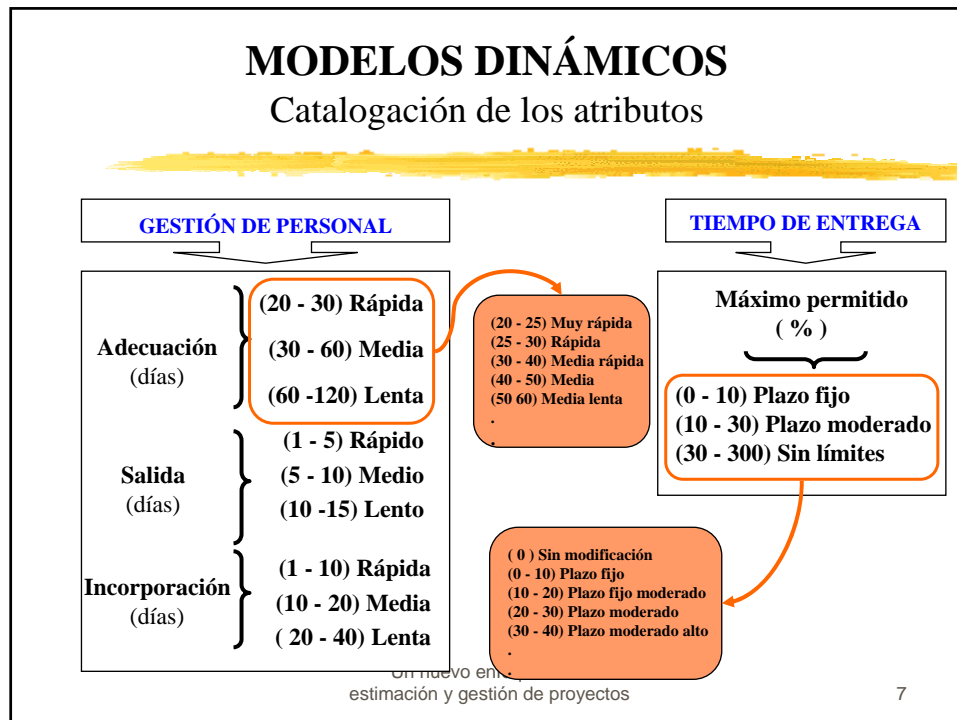 MODELOS DINÁMICOS
Catalogación de los atributos
GESTIÓN DE PERSONAL
Adecuación
(días)
(20 - 30) Rápida
(30 - 60) Media
(60 -120) Lenta
Salida
(días)
(1 - 5) Rápido
(5 - 10) Medio
(10 -15) Lento
Incorporación
(días)
(1 - 10) Rápida
(10 - 20) Media
( 20 - 40) Lenta
(20 - 25) Muy rápida
(25 - 30) Rápida
(30 - 40) Media rápida
(40 - 50) Media
(50 60) Media lenta
.
.
TIEMPO DE ENTREGA
Máximo permitido
( % )
(0 - 10) Plazo fijo
(10 - 30) Plazo moderado
(30 - 300) Sin límites
( 0 ) Sin modificación
(0 - 10) Plazo fijo
(10 - 20) Plazo fijo moderado
(20 - 30) Plazo moderado
(30 - 40) Plazo moderado alto
.
.
Un nuevo
estimación y gestión de proyectos
7